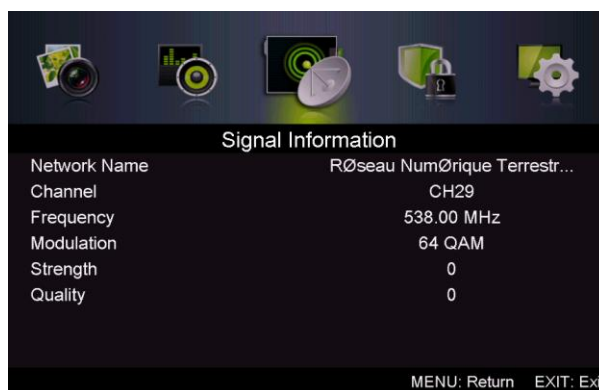 Signal Information
Network Name RØseau NumØrique Terrestr...
Channel CH29
Frequency 538.00 MHz
Modulation 64 QAM
Strength 0
Quality 0
MENU: Return EXIT: Exi